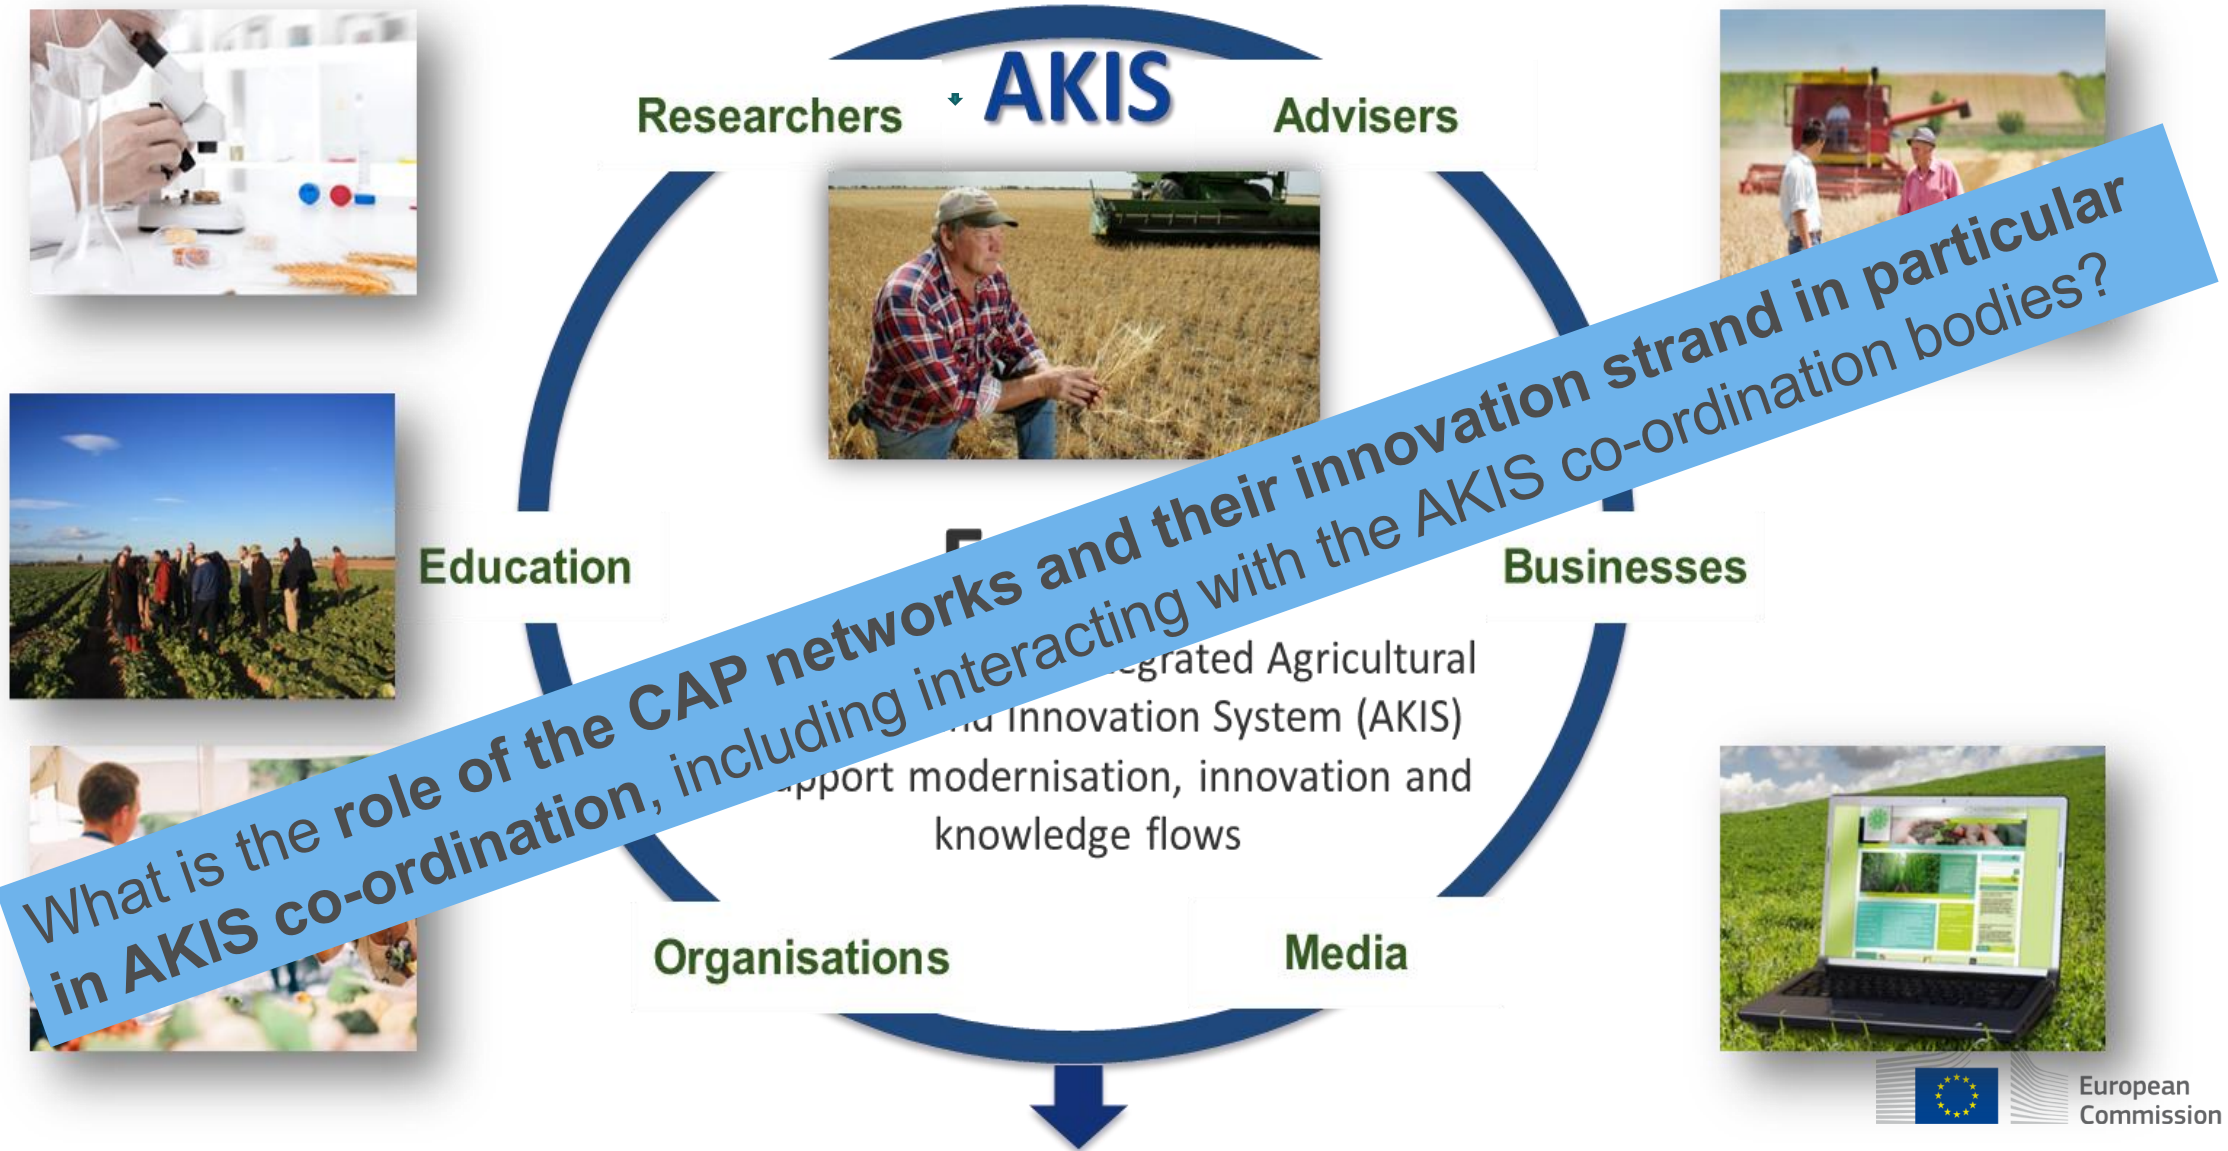 AKIS
Researchers
Advisers
Education
Businesses
What is the role of the CAP networks and their innovation strand in particular
in AKIS co-ordination, including interacting with the AKIS co-ordination bodies?
Agricultural
Innovation System (AKIS)
modernisation, innovation and
knowledge flows
Organisations
Media
European
Commission